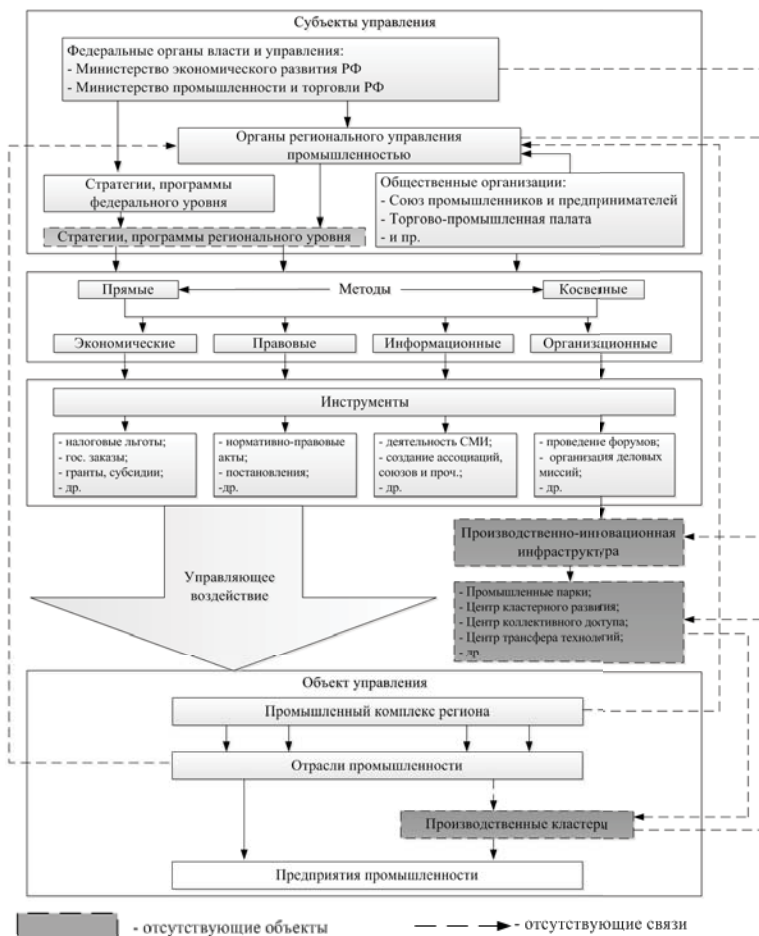 Субъекты управления
Федеральные органы власти и управления:
- Министерство экономического развития РФ
- Министерство промышленности и торговли РФ
Органы регионального управления
промышленностью
Стратегии, программы
федерального уровня
Общественные организации:
- Союз промышленников и предпринимателей
- Торгово-промышленная палата
- и пр.
Стратегии, программы регионального уровня
Прямые
Методы
Косвенные
Экономические
Правовые
Информационные
Организационные
Инструменты
- налоговые льготы;
- гос. заказы;
- гранты, субсидии;
- др.
- нормативно-правовые
акты;
- постановления;
-др.
- деятельность СМИ;
- создание ассоциаций,
союзов и проч.;
- др.
- проведение форумов;
- организация деловых
миссий;
- др.
Производственно-инновационная
инфраструктура
Управляющее
воздействие
- Промышленные парки;
- Центр кластерного развития;
- Центр коллективного доступа;
- Центр трансфера технологий;
- др.
Объект управления
Промышленный комплекс региона
Отрасли промышленности
Производственные кластеры
Предприятия промышленности
- отсутствующие объекты
- отсутствующие связи